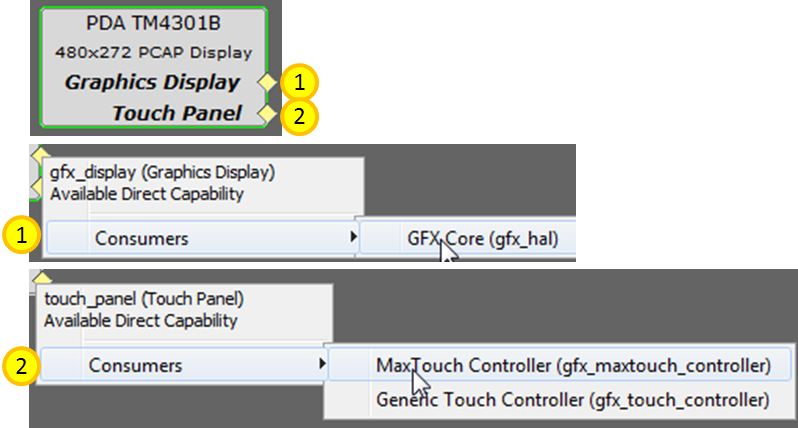 PDA TM4301B
480x272 PCAP Display
Graphics Display 1
Touch Panel 2
gfx_display (Graphics Display)
Available Direct Capability
1 Consumers GFX Core (gfx_hal)
touch_panel (Touch Panel)
Available Direct Capability
2 Consumers MaxTouch Controller (gfx_maxtouch_controller)
Generic Touch Controller (gfx_touch_controller)